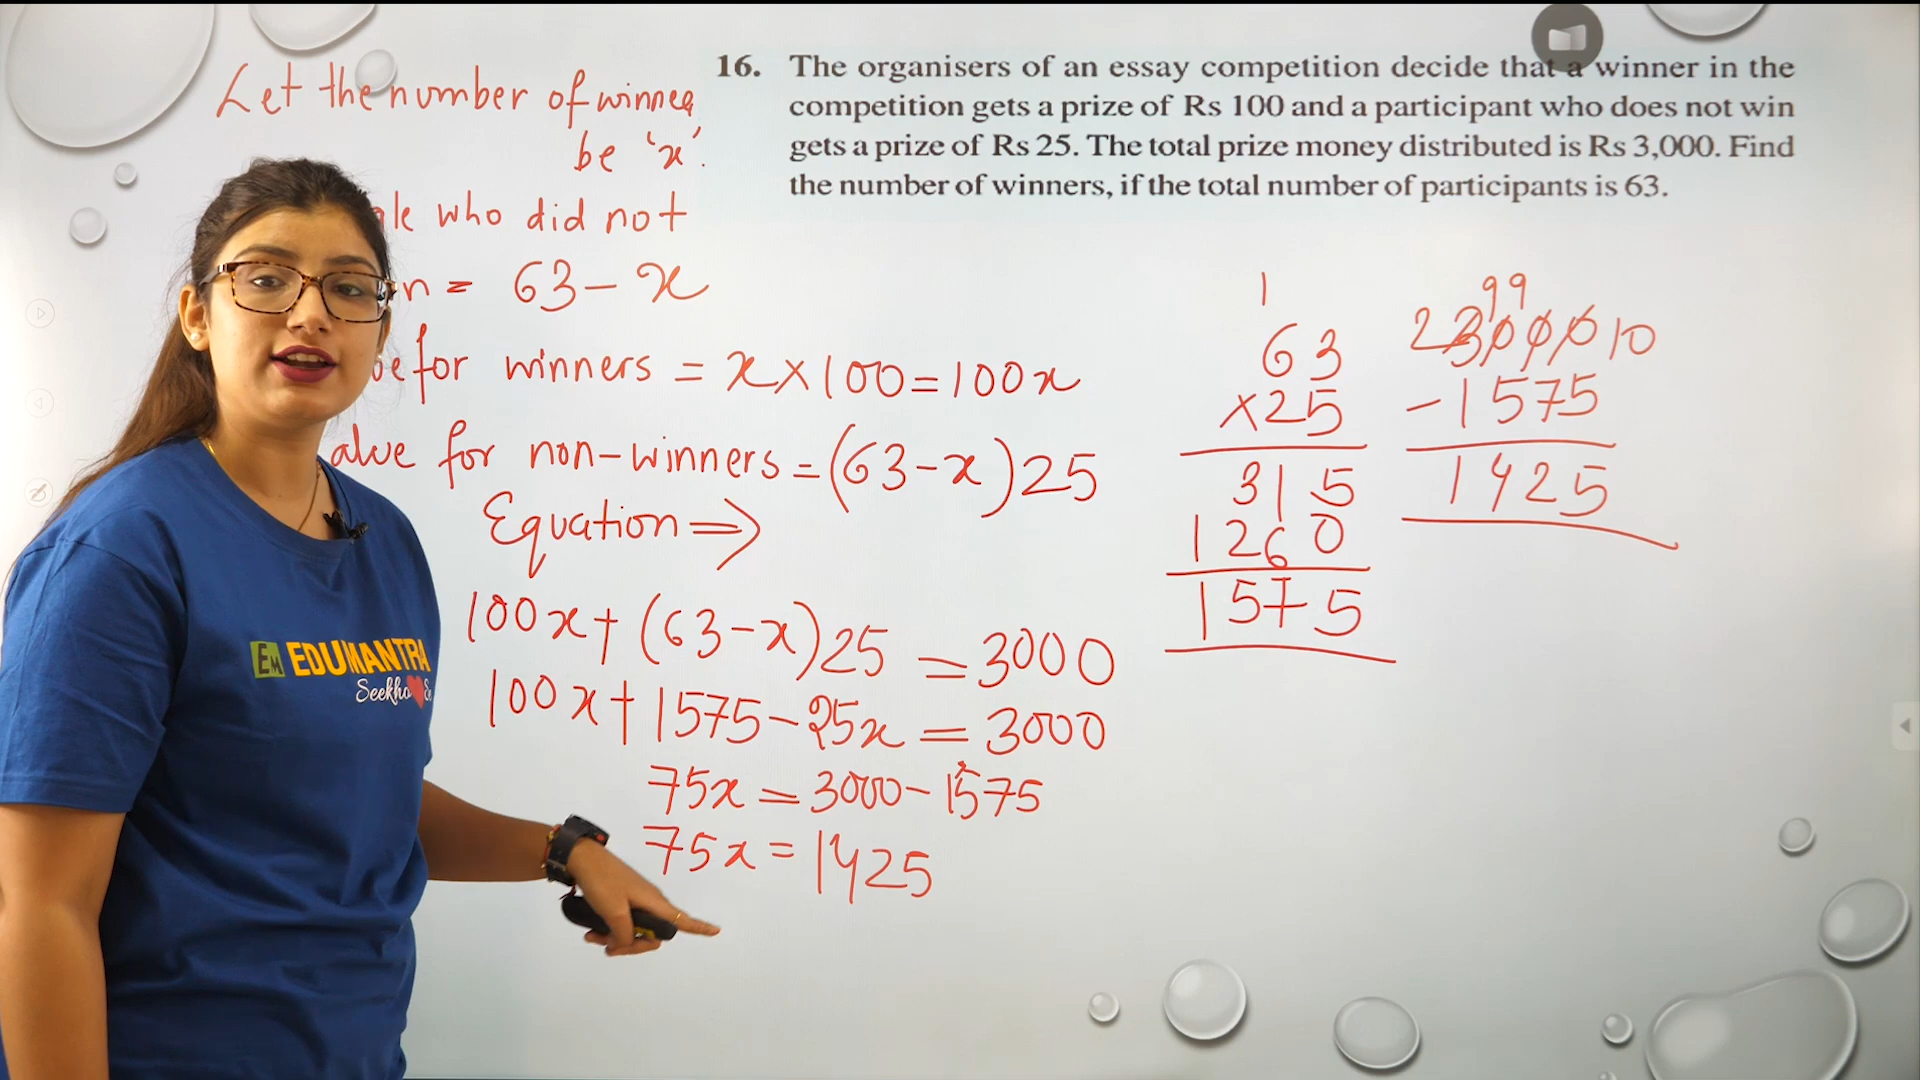 Let the number of winner
be 'x'.
who did not
= 63-x
for winners = x×100=100x
for non-winners=(63-x)25
Equation⇒
100x+(63-x)25=3000
100x+1575-25x=3000
75x=3000-1575
75x=1425
16. The organisers of an essay competition decide that a winner in the
competition gets a prize of Rs 100 and a participant who does not win
gets a prize of Rs 25. The total prize money distributed is Rs 3,000. Find
the number of winners, if the total number of participants is 63.
1
63
×25
315
1260
1575
99
2300010
-1575
1425
EM EDUMANTRA
Seekho